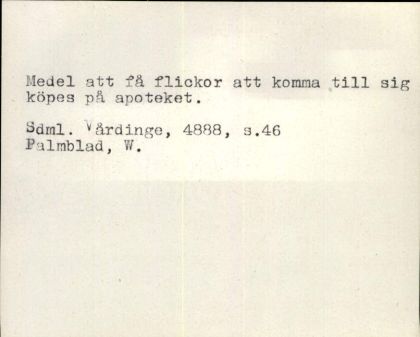 Medel att få flickor att komma till sig
köpes på apoteket.
Sdml. Vårdinge, 4888, s.46
Palmblad, W.